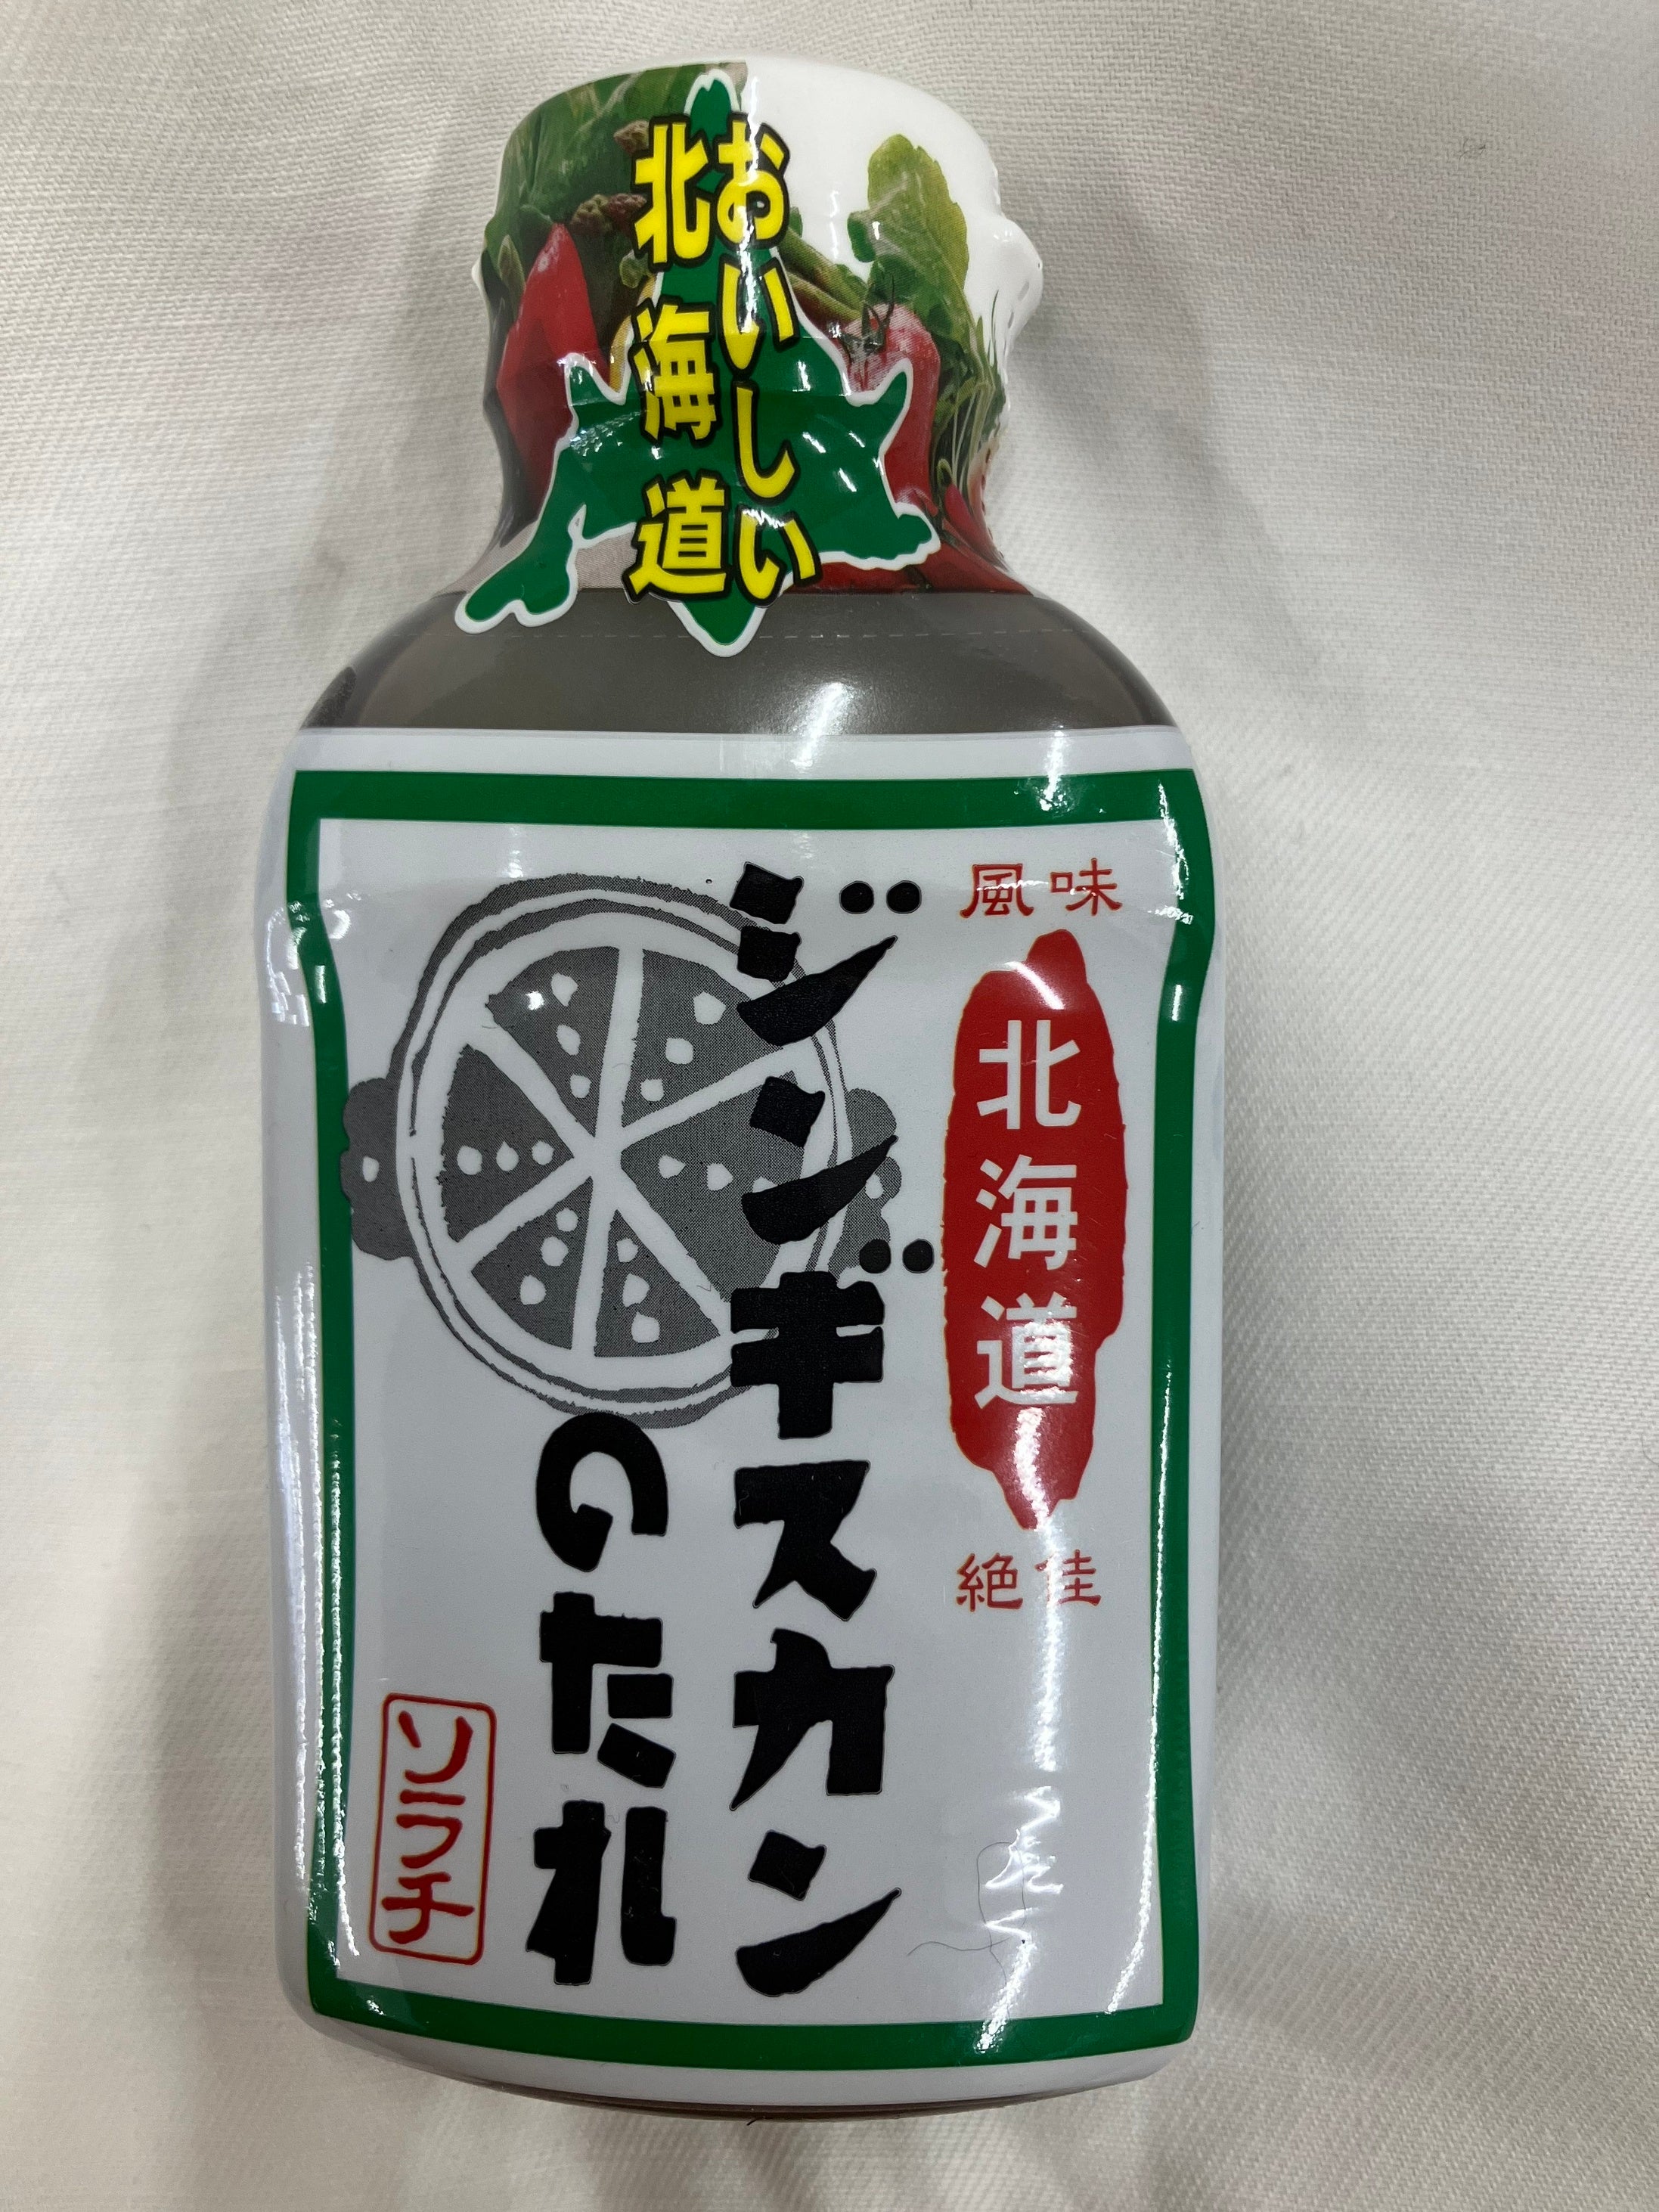 おいしい
北海道
風味
北海道
絶佳
ジンギスカン
のたれ
ソラチ